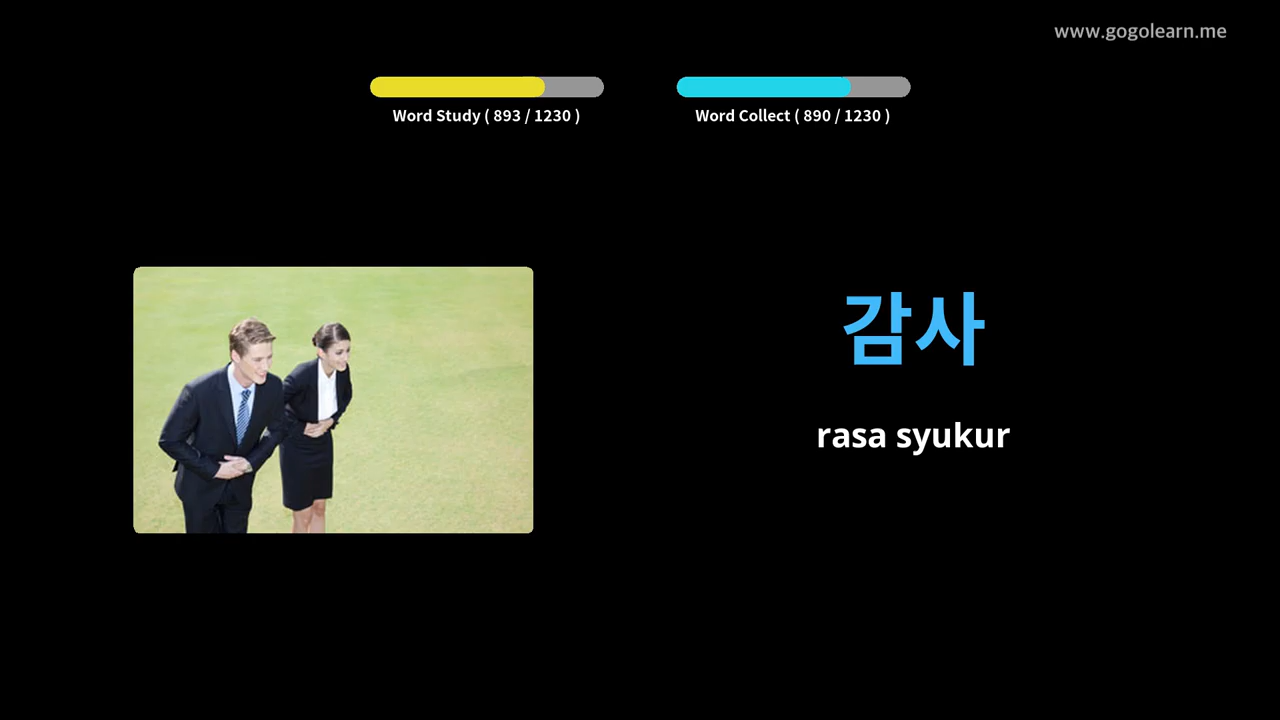 www.gogolearn.me
Word Study ( 893 / 1230 )
Word Collect ( 890 / 1230 )
감사
rasa syukur